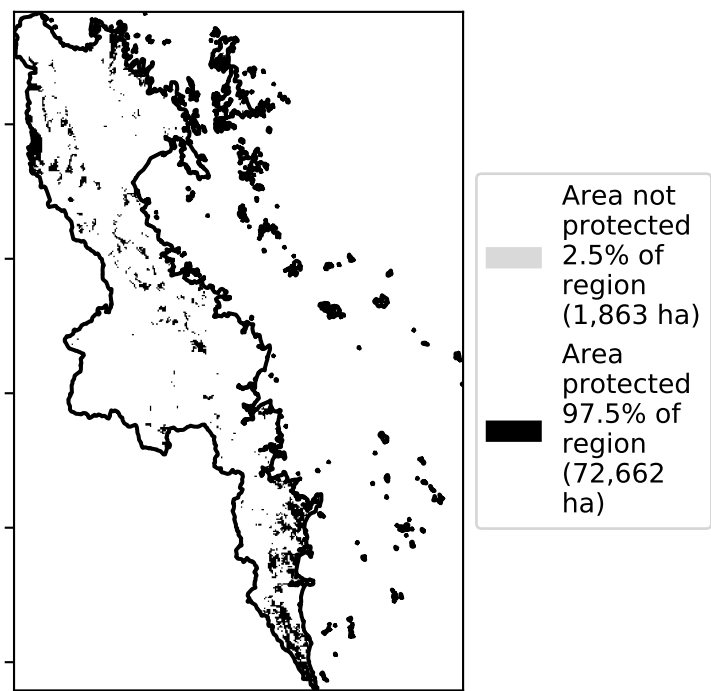 Area not
protected
2.5% of
region
(1,863 ha)
Area
protected
97.5% of
region
(72,662
ha)